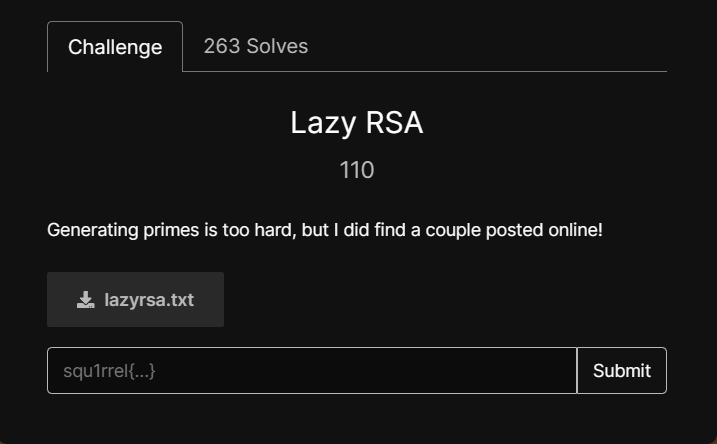 Challenge
263 Solves
Lazy RSA
110
Generating primes is too hard, but I did find a couple posted online!
lazyrsa.txt
squ1rrel{...}
Submit